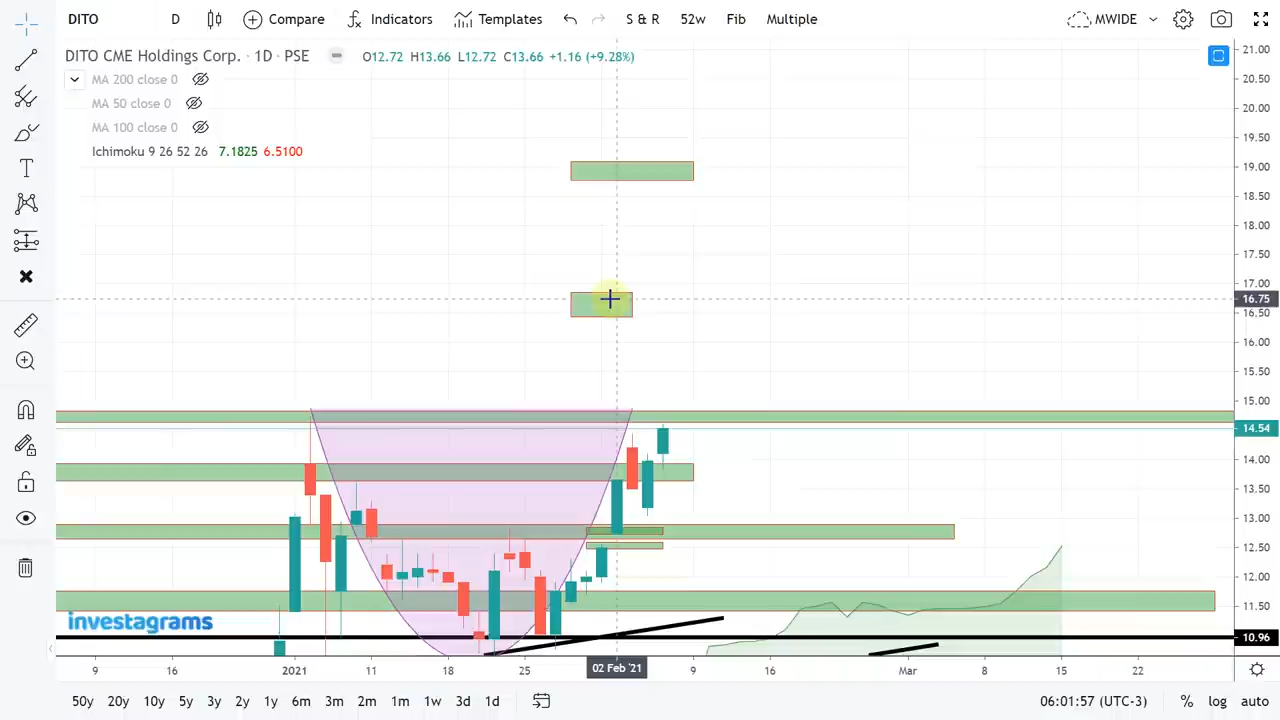 DITO D Compare Indicators Templates S & R 52w Fib Multiple MWIDE
DITO CME Holdings Corp. · 1D · PSE O12.72 H13.66 L12.72 C13.66 +1.16 (+9.28%)
MA 200 close 0
MA 50 close 0
MA 100 close 0
Ichimoku 9 26 52 26 7.1825 6.5100
21.00
20.50
20.00
19.50
19.00
18.50
18.00
17.50
17.00
16.75
16.50
16.00
15.50
15.00
14.54
14.00
13.50
13.00
12.50
12.00
11.50
10.96
investagrams
9 16 2021 11 18 25 02 Feb '21 9 16 Mar 8 15 22
50y 20y 10y 5y 3y 2y 1y 6m 3m 2m 1m 1w 3d 1d 06:01:57 (UTC-3) % log auto